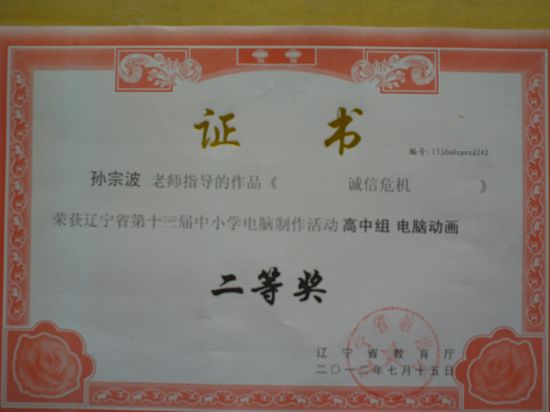 证 书
编号:lljdndxpxzd242
孙宗波 老师指导的作品《 诚信危机 》
荣获辽宁省第十三届中小学电脑制作活动 高中组 电脑动画
二等奖
辽宁省教育厅
二〇一二年七月十五日